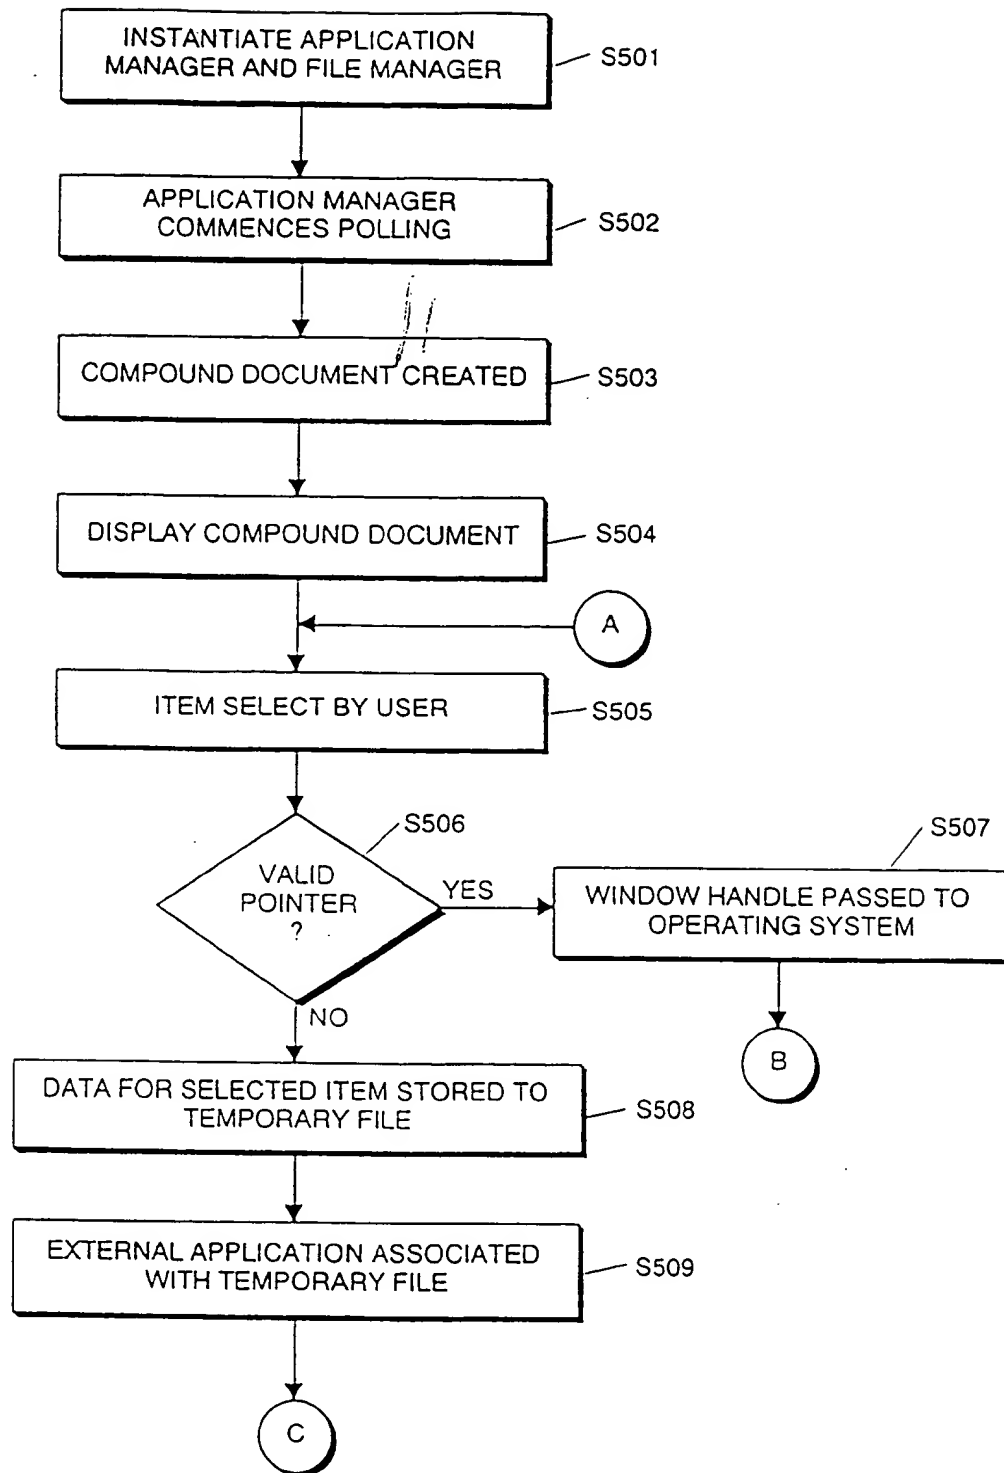 INSTANTIATE APPLICATION
MANAGER AND FILE MANAGER
S501
APPLICATION MANAGER
COMMENCES POLLING
S502
COMPOUND DOCUMENT CREATED
S503
DISPLAY COMPOUND DOCUMENT
S504
A
ITEM SELECT BY USER
S505
S506
VALID
POINTER
?
YES
S507
WINDOW HANDLE PASSED TO
OPERATING SYSTEM
B
NO
DATA FOR SELECTED ITEM STORED TO
TEMPORARY FILE
S508
EXTERNAL APPLICATION ASSOCIATED
WITH TEMPORARY FILE
S509
C